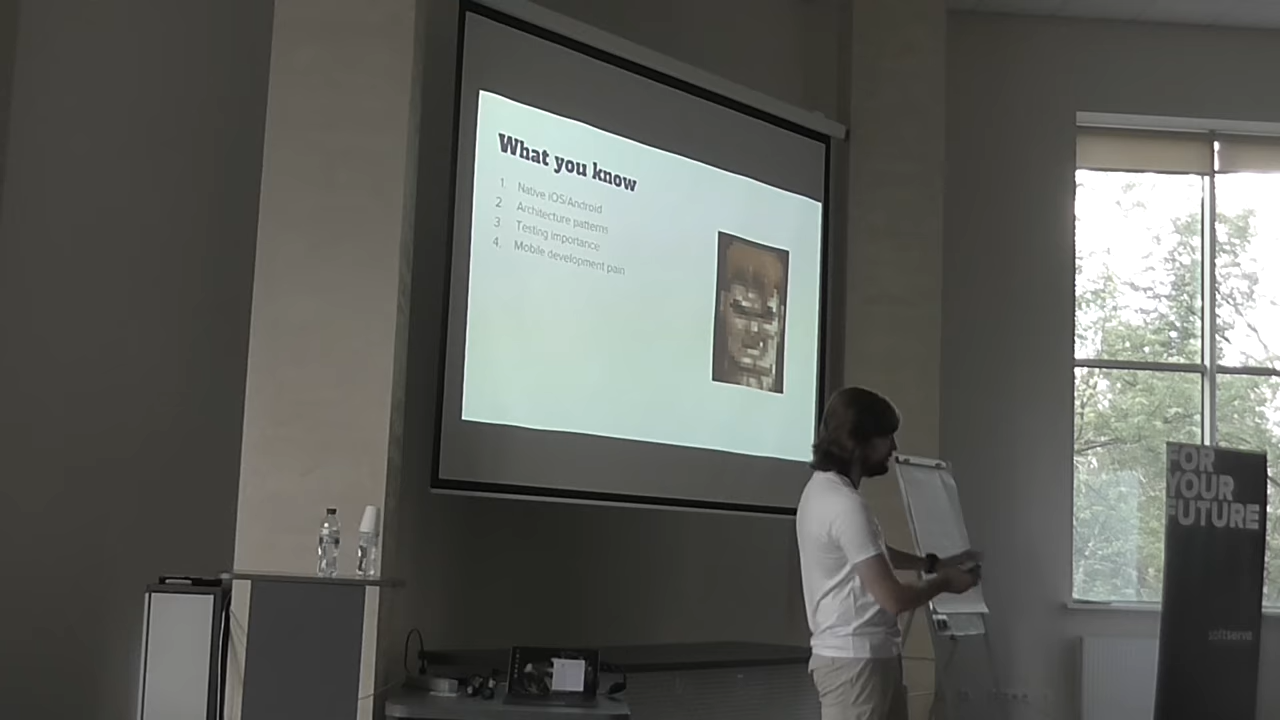 What you know
1. Native iOS/Android
2. Architecture patterns
3. Testing importance
4. Mobile development pain
FOR
YOUR
FUTURE
softserve